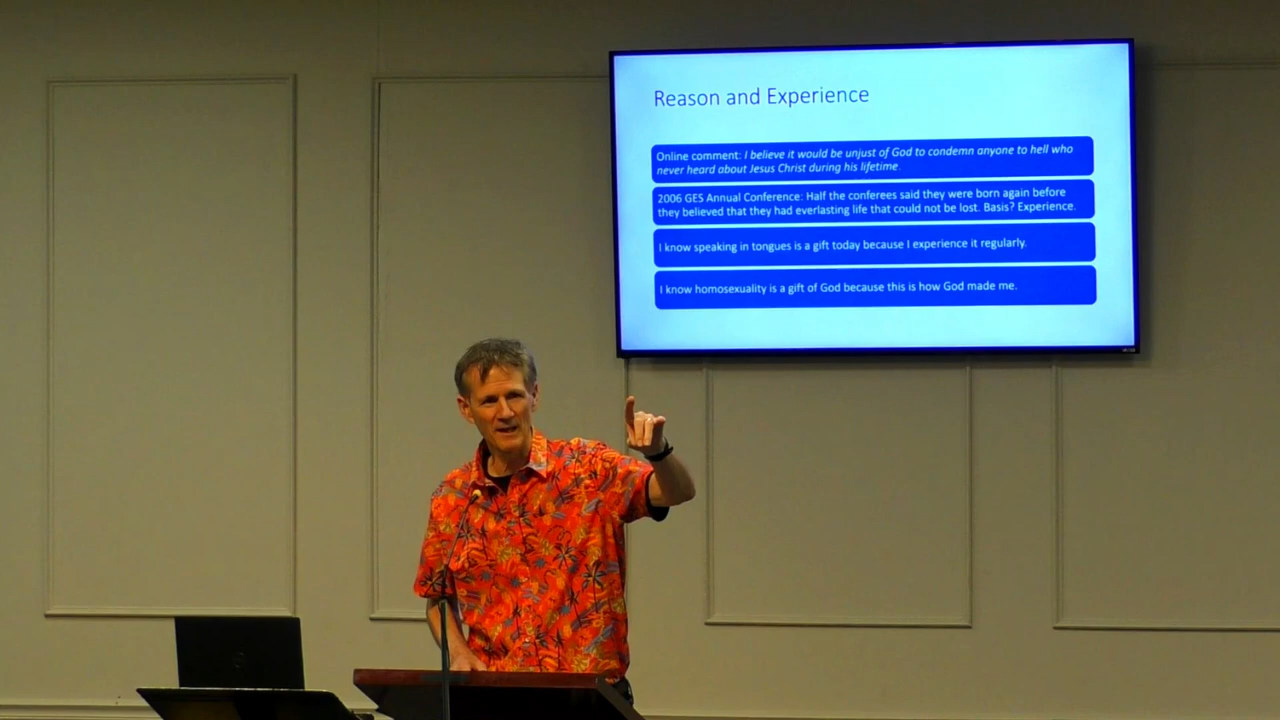 Reason and Experience
Online comment: I believe it would be unjust of God to condemn anyone to hell who
never heard about Jesus Christ during his lifetime.
2006 GES Annual Conference: Half the conferees said they were born again before
they believed that they had everlasting life that could not be lost. Basis? Experience.
I know speaking in tongues is a gift today because I experience it regularly.
I know homosexuality is a gift of God because this is how God made me.